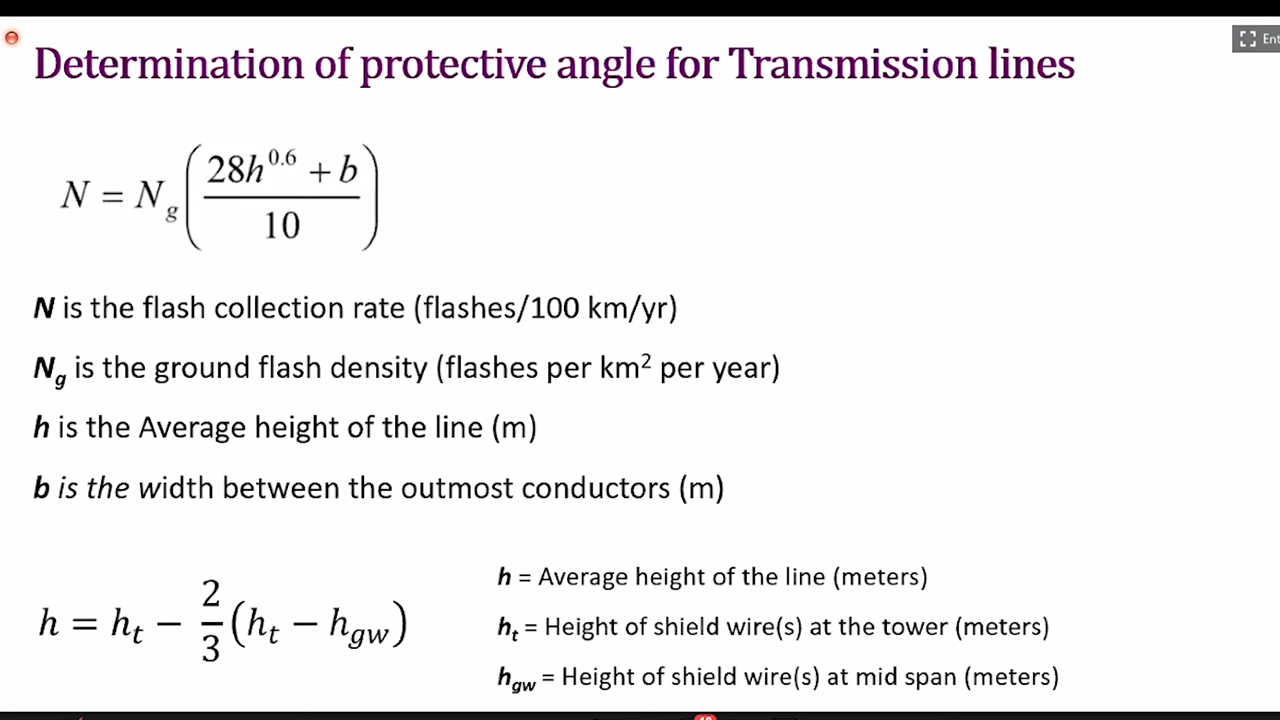 Determination of protective angle for Transmission lines
Ent
N = N_g ( (28h^0.6 + b) / 10 )
N is the flash collection rate (flashes/100 km/yr)
N_g is the ground flash density (flashes per km² per year)
h is the Average height of the line (m)
b is the width between the outmost conductors (m)
h = h_t − 2/3 (h_t − h_gw)
h = Average height of the line (meters)
h_t = Height of shield wire(s) at the tower (meters)
h_gw = Height of shield wire(s) at mid span (meters)